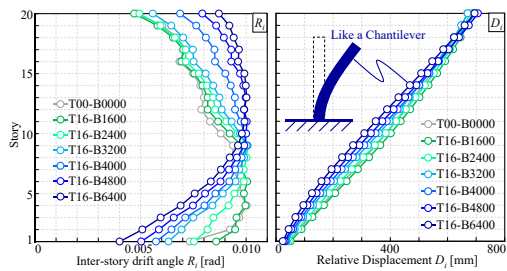 20
15
10
5
1
Story
R_i
T00-B0000
T16-B1600
T16-B2400
T16-B3200
T16-B4000
T16-B4800
T16-B6400
0 0.005 0.010
Inter-story drift angle R_i [rad]
D_i
Like a Chantilever
T00-B0000
T16-B1600
T16-B2400
T16-B3200
T16-B4000
T16-B4800
T16-B6400
0 400 800
Relative Displacement D_i [mm]